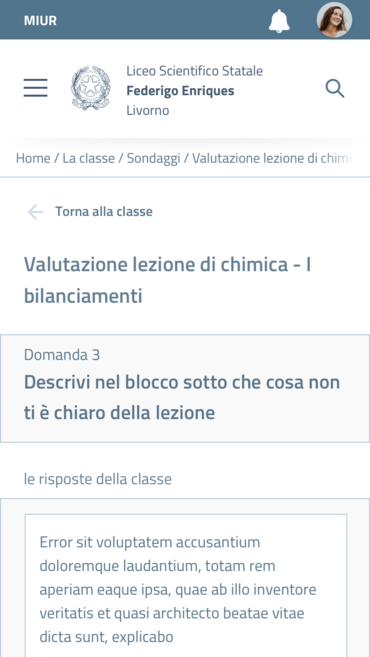 MIUR
Liceo Scientifico Statale
Federigo Enriques
Livorno
Home / La classe / Sondaggi / Valutazione lezione di chimi
Torna alla classe
Valutazione lezione di chimica - I
bilanciamenti
Domanda 3
Descrivi nel blocco sotto che cosa non
ti è chiaro della lezione
le risposte della classe
Error sit voluptatem accusantium
doloremque laudantium, totam rem
aperiam eaque ipsa, quae ab illo inventore
veritatis et quasi architecto beatae vitae
dicta sunt, explicabo